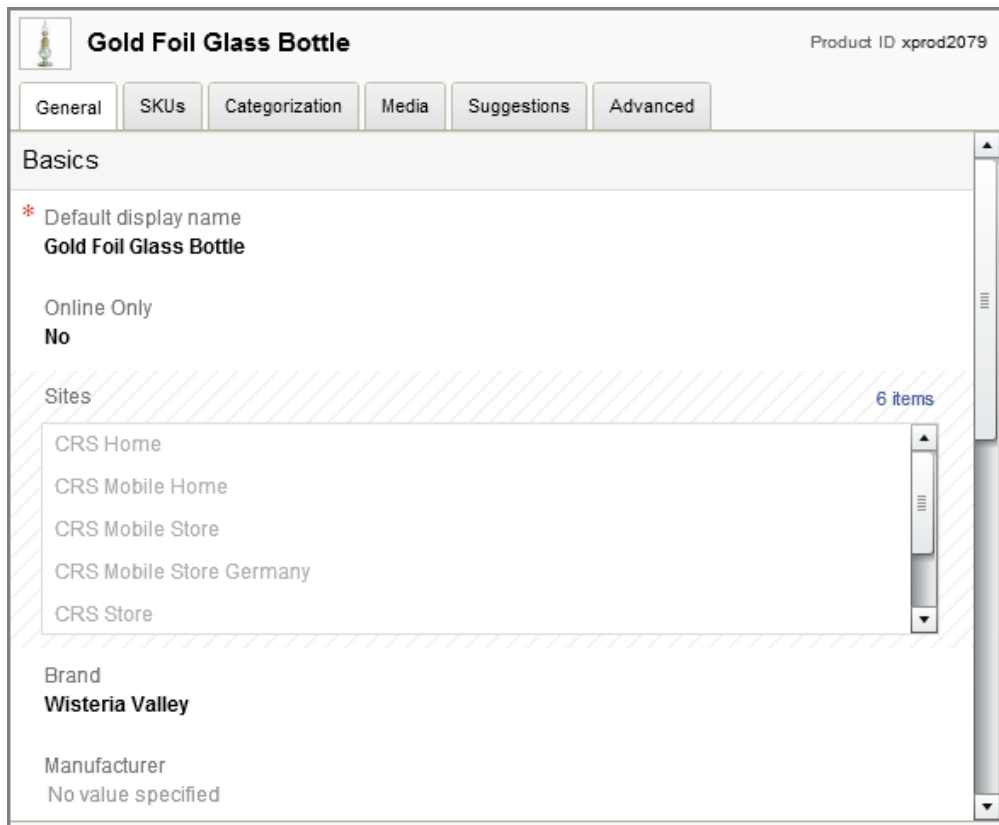 Gold Foil Glass Bottle
Product ID xprod2079
General SKUs Categorization Media Suggestions Advanced
Basics
* Default display name
Gold Foil Glass Bottle
Online Only
No
Sites 6 items
CRS Home
CRS Mobile Home
CRS Mobile Store
CRS Mobile Store Germany
CRS Store
Brand
Wisteria Valley
Manufacturer
No value specified